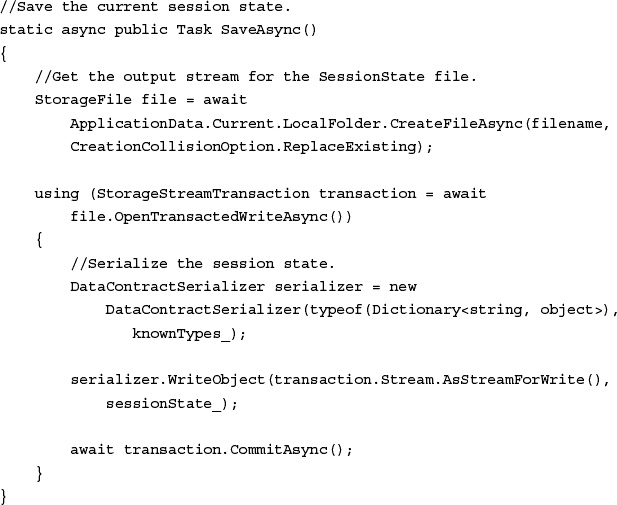 //Save the current session state.
static async public Task SaveAsync()
{
    //Get the output stream for the SessionState file.
    StorageFile file = await
        ApplicationData.Current.LocalFolder.CreateFileAsync(filename,
        CreationCollisionOption.ReplaceExisting);

    using (StorageStreamTransaction transaction = await
        file.OpenTransactedWriteAsync())
    {
        //Serialize the session state.
        DataContractSerializer serializer = new
            DataContractSerializer(typeof(Dictionary<string, object>),
               knownTypes_);

        serializer.WriteObject(transaction.Stream.AsStreamForWrite(),
            sessionState_);

        await transaction.CommitAsync();
    }
}